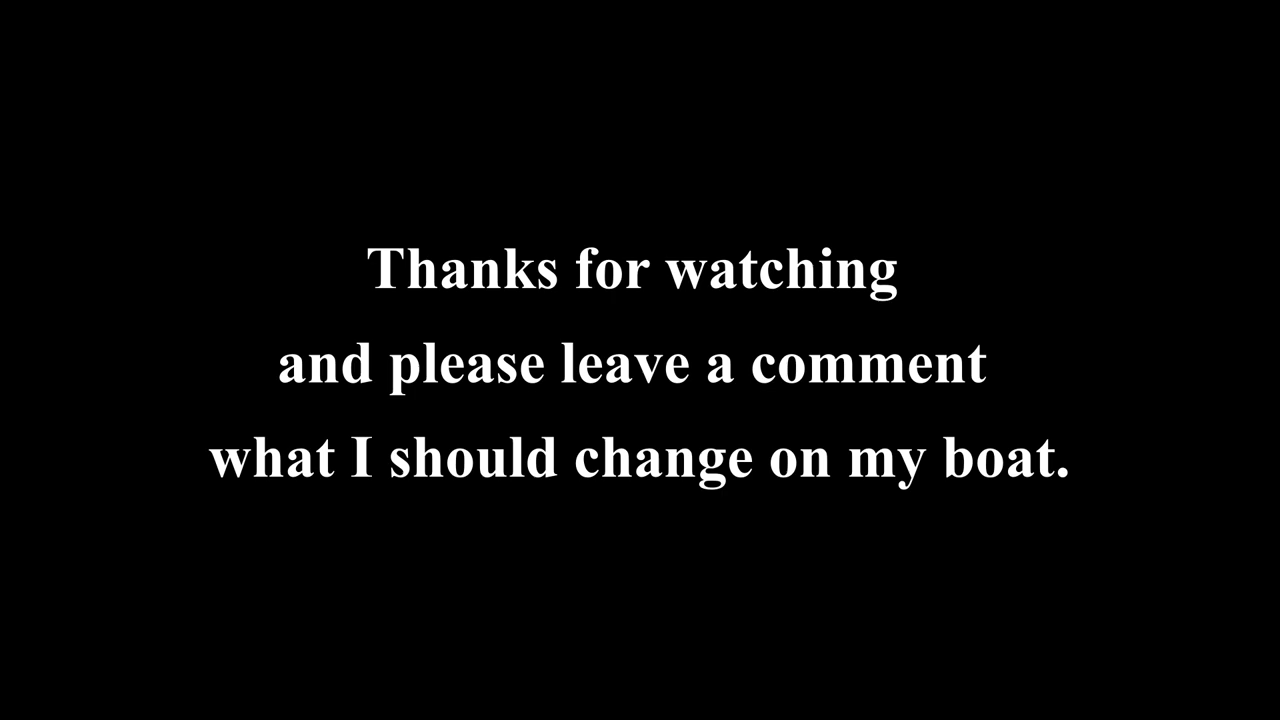 Thanks for watching
and please leave a comment
what I should change on my boat.